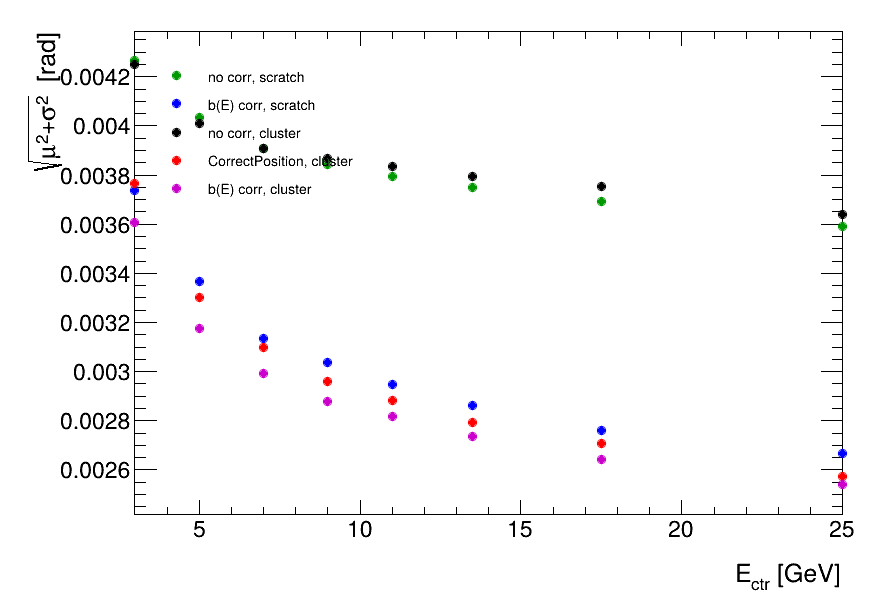 √μ²+σ² [rad]
0.0042
0.004
0.0038
0.0036
0.0034
0.0032
0.003
0.0028
0.0026
no corr, scratch
b(E) corr, scratch
no corr, cluster
CorrectPosition, cluster
b(E) corr, cluster
5 10 15 20 25
E_ctr [GeV]